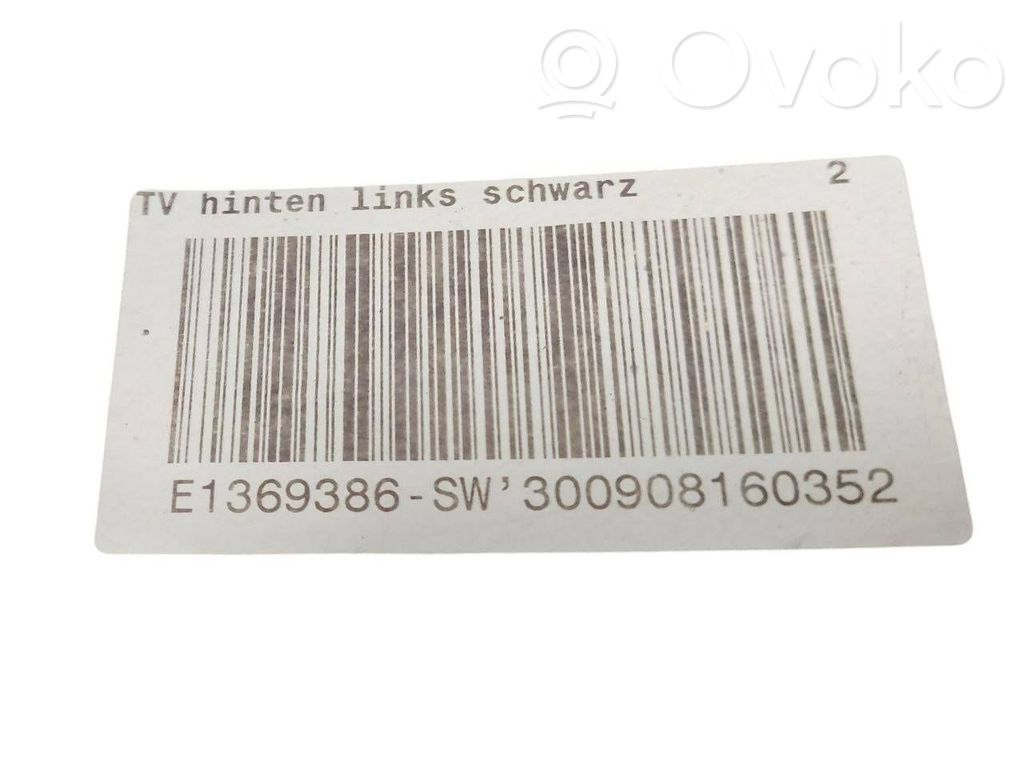 Ovoko
TV hinten links schwarz 2
E1369386-SW'300908160352